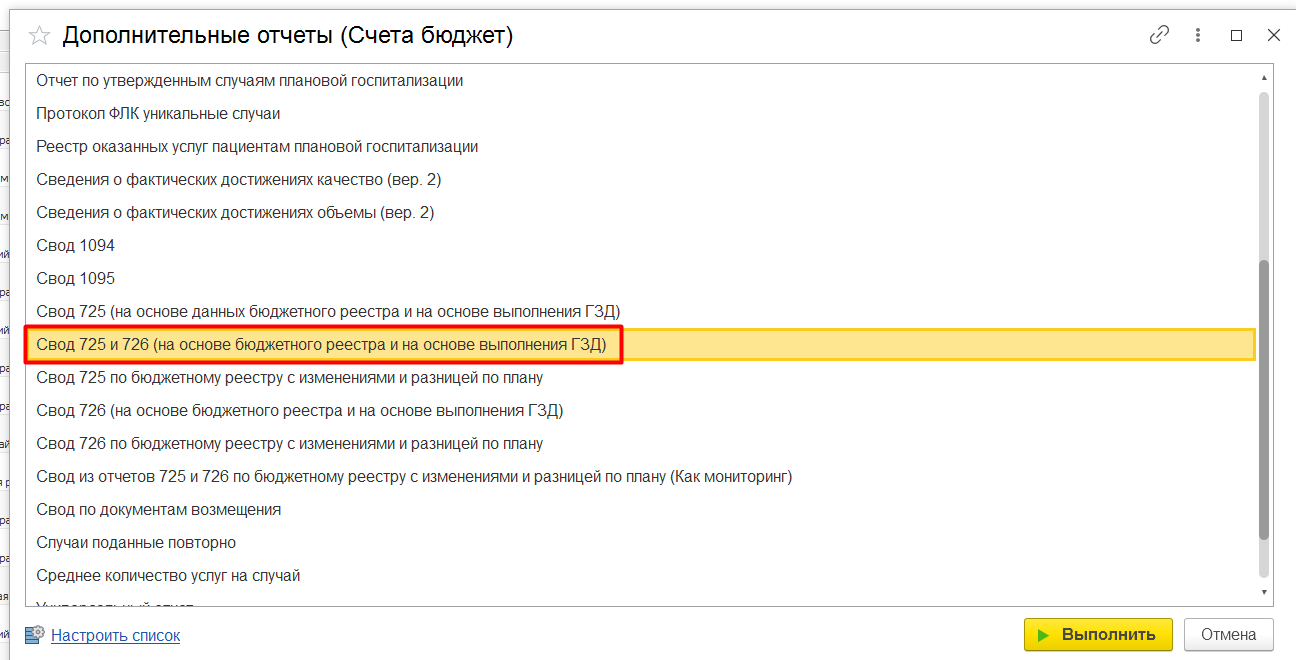 Дополнительные отчеты (Счета бюджет)
Отчет по утвержденным случаям плановой госпитализации
Протокол ФЛК уникальные случаи
Реестр оказанных услуг пациентам плановой госпитализации
Сведения о фактических достижениях качество (вер. 2)
Сведения о фактических достижениях объемы (вер. 2)
Свод 1094
Свод 1095
Свод 725 (на основе данных бюджетного реестра и на основе выполнения ГЗД)
Свод 725 и 726 (на основе бюджетного реестра и на основе выполнения ГЗД)
Свод 725 по бюджетному реестру с изменениями и разницей по плану
Свод 726 (на основе бюджетного реестра и на основе выполнения ГЗД)
Свод 726 по бюджетному реестру с изменениями и разницей по плану
Свод из отчетов 725 и 726 по бюджетному реестру с изменениями и разницей по плану (Как мониторинг)
Свод по документам возмещения
Случаи поданные повторно
Среднее количество услуг на случай
Настроить список
Выполнить
Отмена